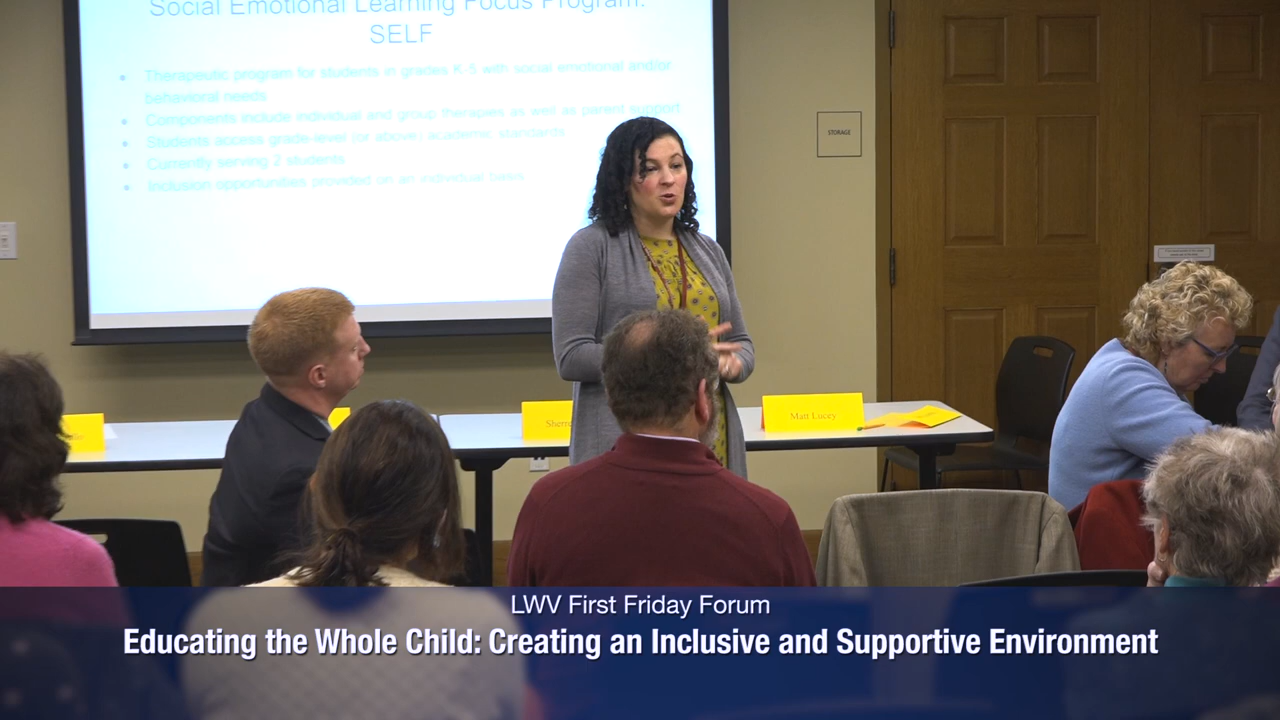 Social Emotional Learning Focus Program:
SELF
• Therapeutic program for students in grades K-5 with social emotional and/or
behavioral needs
• Components include individual and group therapies as well as parent support
• Students access grade-level (or above) academic standards
• Currently serving 2 students
• Inclusion opportunities provided on an individual basis
STORAGE
Sherre
Matt Lucey
LWV First Friday Forum
Educating the Whole Child: Creating an Inclusive and Supportive Environment